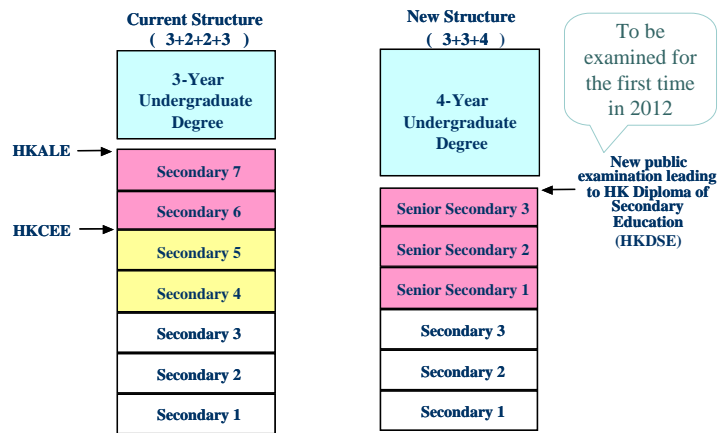 Current Structure
( 3+2+2+3 )
3-Year
Undergraduate
Degree
HKALE
Secondary 7
Secondary 6
HKCEE
Secondary 5
Secondary 4
Secondary 3
Secondary 2
Secondary 1
New Structure
( 3+3+4 )
4-Year
Undergraduate
Degree
Senior Secondary 3
Senior Secondary 2
Senior Secondary 1
Secondary 3
Secondary 2
Secondary 1
To be
examined for
the first time
in 2012
New public
examination leading
to HK Diploma of
Secondary
Education
(HKDSE)